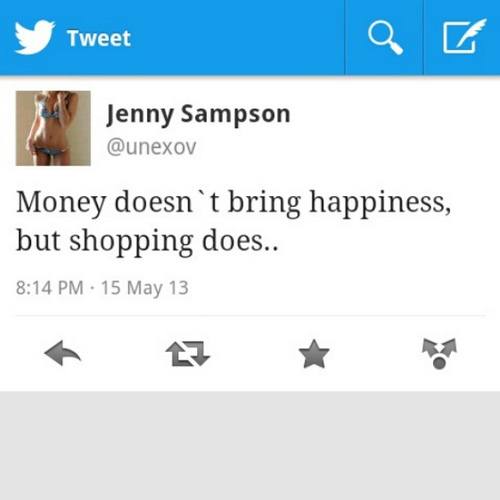 Tweet
Jenny Sampson
@unexov
Money doesn`t bring happiness,
but shopping does..
8:14 PM · 15 May 13